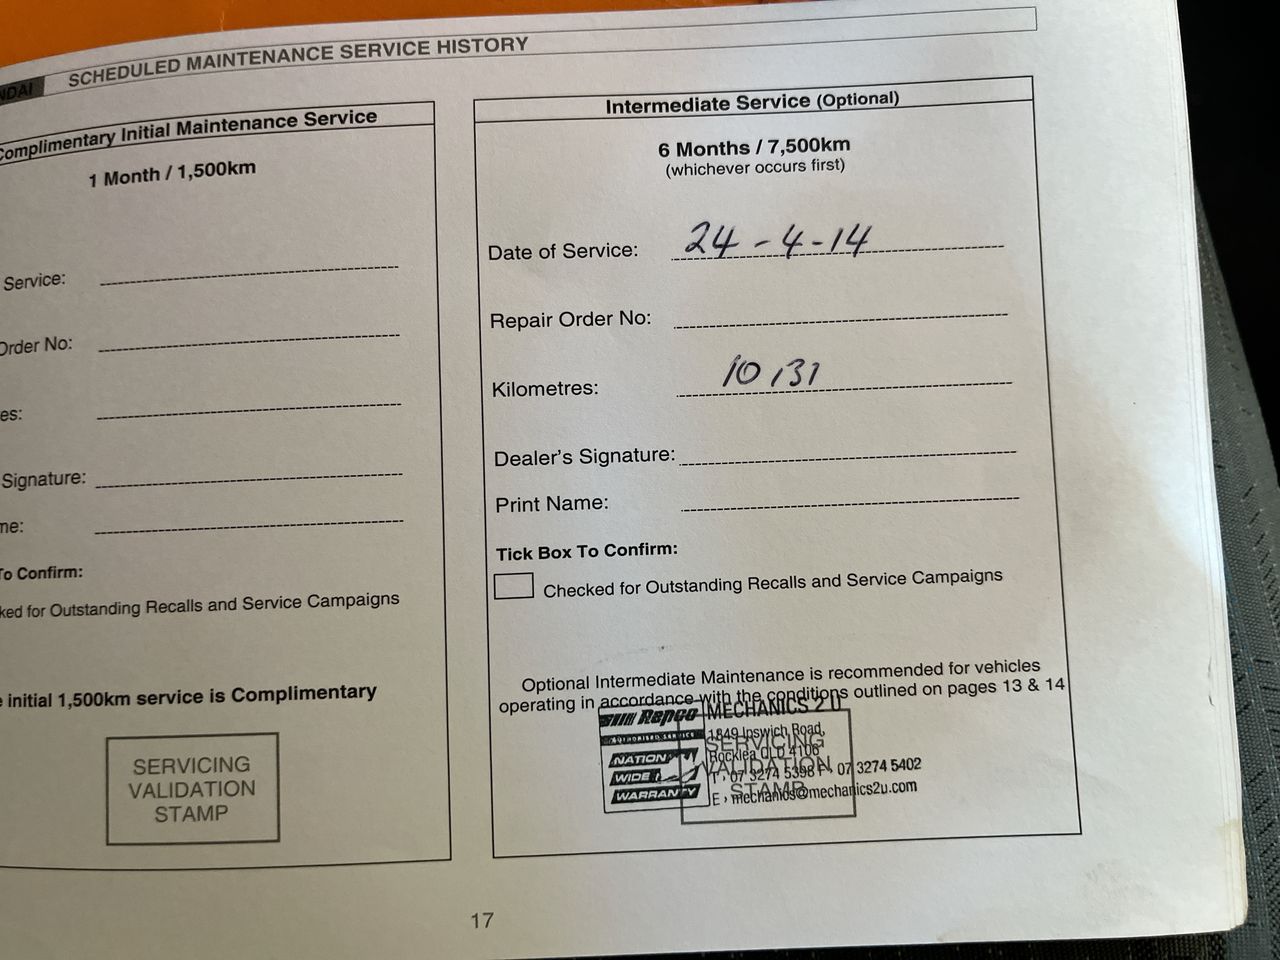 NDAI SCHEDULED MAINTENANCE SERVICE HISTORY
Complimentary Initial Maintenance Service
1 Month / 1,500km
Service:
Order No:
es:
Signature:
me:
To Confirm:
ked for Outstanding Recalls and Service Campaigns
e initial 1,500km service is Complimentary
SERVICING
VALIDATION
STAMP
Intermediate Service (Optional)
6 Months / 7,500km
(whichever occurs first)
Date of Service: 24-4-14
Repair Order No:
Kilometres: 10131
Dealer's Signature:
Print Name:
Tick Box To Confirm:
Checked for Outstanding Recalls and Service Campaigns
Optional Intermediate Maintenance is recommended for vehicles
operating in accordance with the conditions outlined on pages 13 & 14
Repco
AUTHORISED SERVICE
NATION
WIDE
WARRANTY
MECHANICS 2 U
1849 Ipswich Road,
Rocklea QLD 4106
T › 07 3274 5398 F › 07 3274 5402
E › mechanics@mechanics2u.com
SERVICING
VALIDATION
STAMP
17